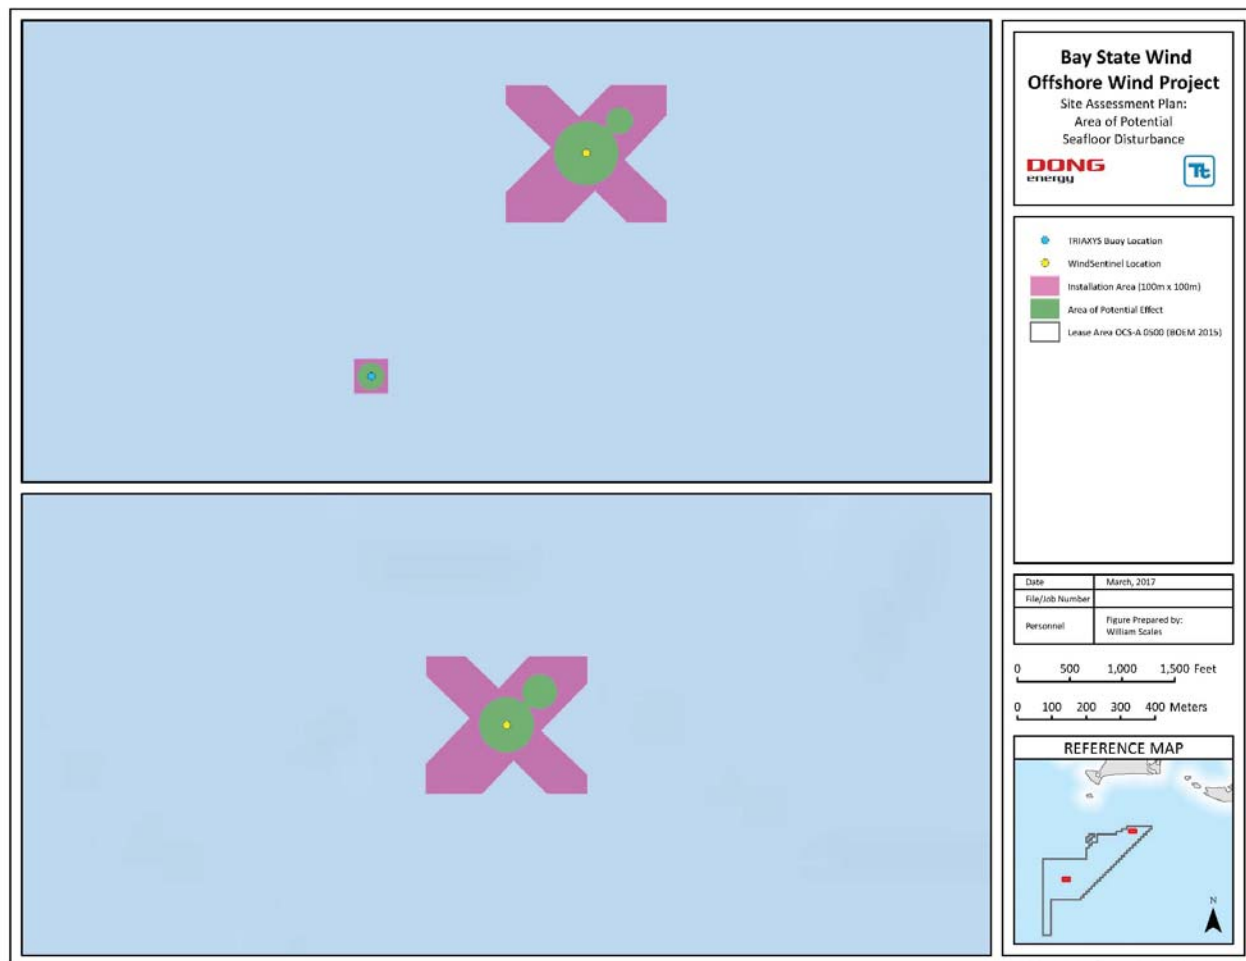 Bay State Wind
Offshore Wind Project
Site Assessment Plan:
Area of Potential
Seafloor Disturbance
DONG
energy
Tt
TRIAXYS Buoy Location
WindSentinel Location
Installation Area (100m x 100m)
Area of Potential Effect
Lease Area OCS-A 0500 (BOEM 2015)
Date March, 2017
File/Job Number
Personnel Figure Prepared by:
William Scales
0 500 1,000 1,500 Feet
0 100 200 300 400 Meters
REFERENCE MAP
N